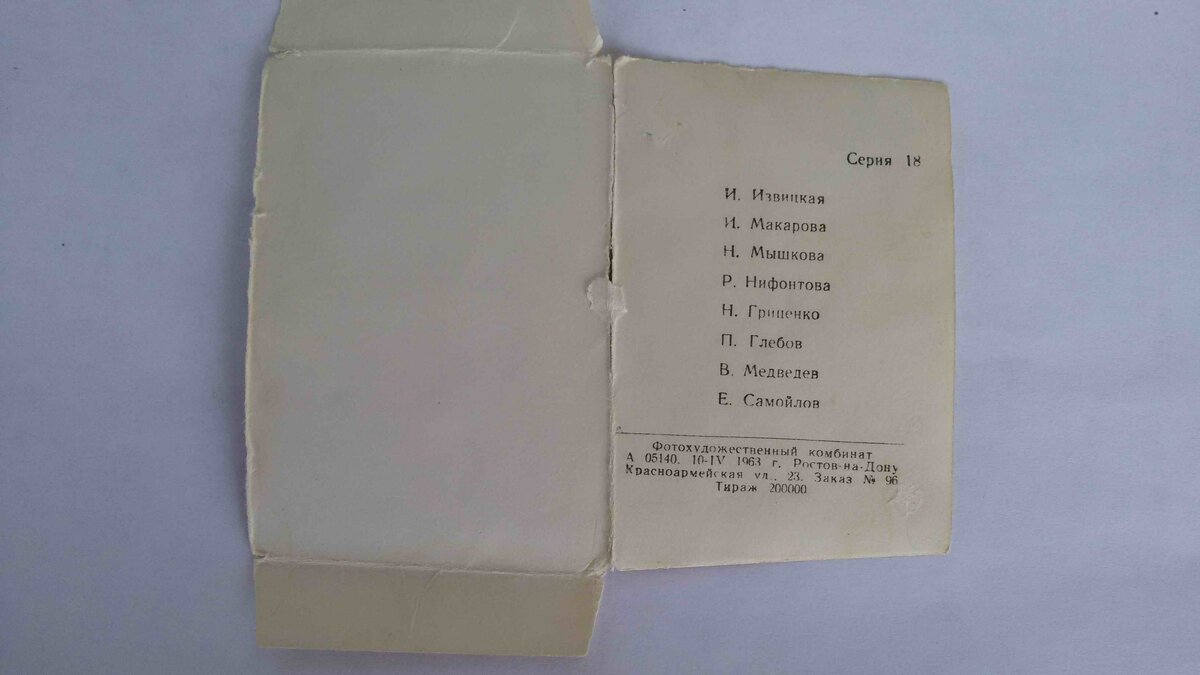 Серия 18
И. Извицкая
И. Макарова
Н. Мышкова
Р. Нифонтова
Н. Гриценко
П. Глебов
В. Медведев
Е. Самойлов
Фотохудожественный комбинат
А 05140. 10-IV 1963 г. Ростов-на-Дону
Красноармейская ул., 23. Заказ № 96
Тираж 200000